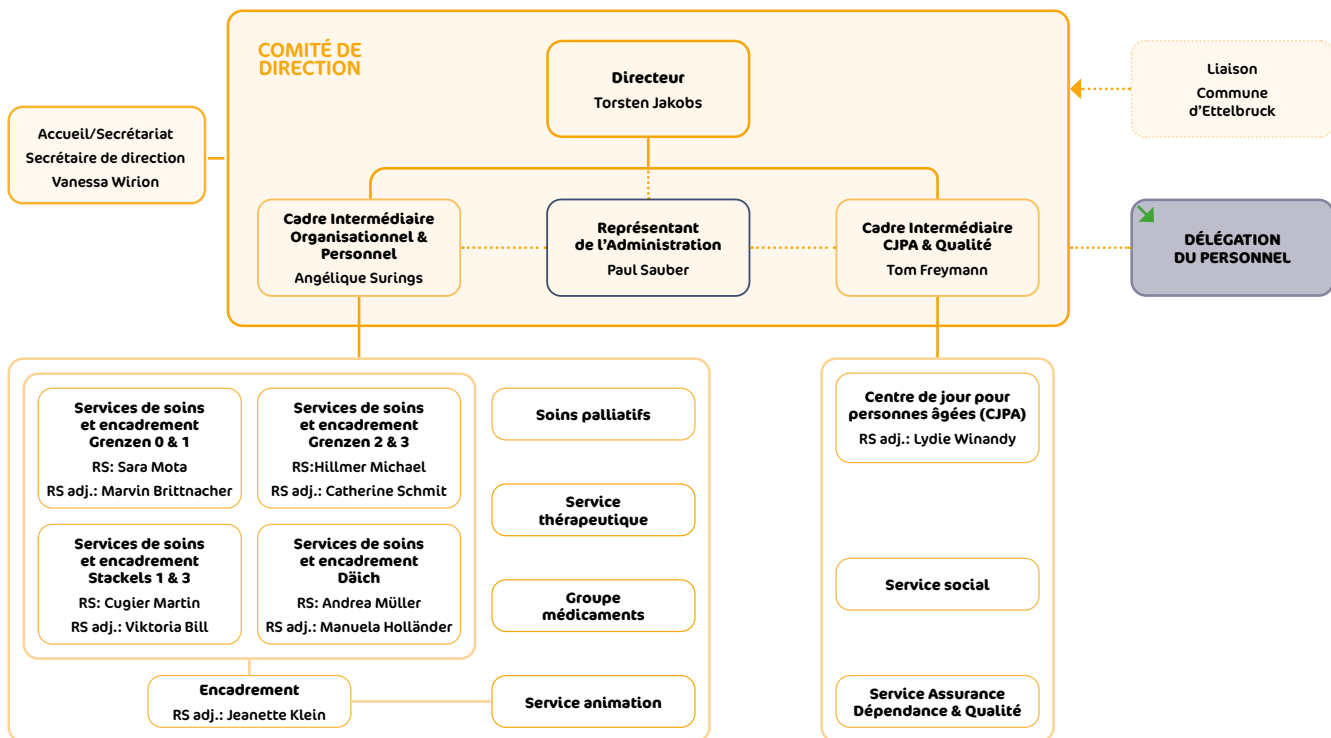 COMITÉ DE
DIRECTION
Directeur
Torsten Jakobs
Liaison
Commune
d'Ettelbruck
Accueil/Secrétariat
Secrétaire de direction
Vanessa Wirion
Cadre Intermédiaire
Organisationnel &
Personnel
Angélique Surings
Représentant
de l'Administration
Paul Sauber
Cadre Intermédiaire
CJPA & Qualité
Tom Freymann
DÉLÉGATION
DU PERSONNEL
Services de soins
et encadrement
Grenzen 0 & 1
RS: Sara Mota
RS adj.: Marvin Brittnacher
Services de soins
et encadrement
Grenzen 2 & 3
RS:Hillmer Michael
RS adj.: Catherine Schmit
Services de soins
et encadrement
Stackels 1 & 3
RS: Cugier Martin
RS adj.: Viktoria Bill
Services de soins
et encadrement
Däich
RS: Andrea Müller
RS adj.: Manuela Holländer
Encadrement
RS adj.: Jeanette Klein
Soins palliatifs
Service
thérapeutique
Groupe
médicaments
Service animation
Centre de jour pour
personnes âgées (CJPA)
RS adj.: Lydie Winandy
Service social
Service Assurance
Dépendance & Qualité